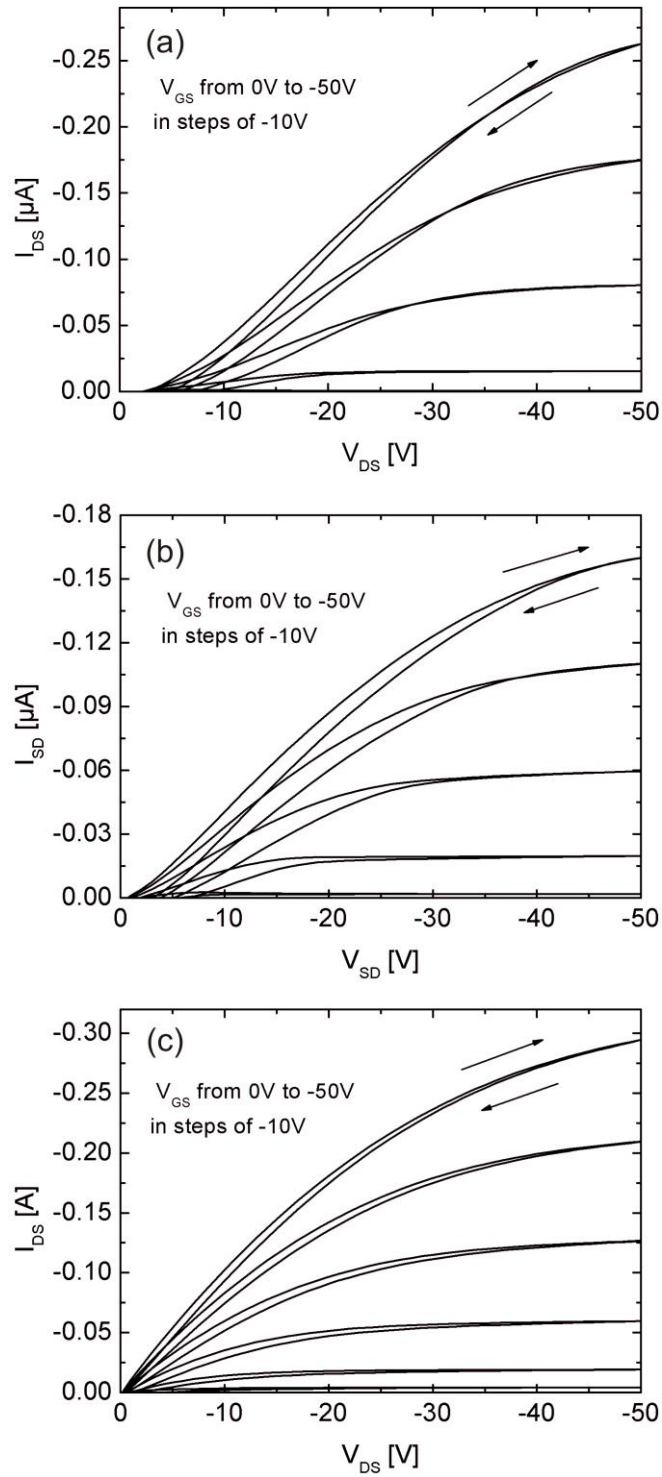 (a)
V_GS from 0V to -50V
in steps of -10V
I_DS [µA]
-0.25
-0.20
-0.15
-0.10
-0.05
0.00
0 -10 -20 -30 -40 -50
V_DS [V]
(b)
V_GS from 0V to -50V
in steps of -10V
I_SD [µA]
-0.18
-0.15
-0.12
-0.09
-0.06
-0.03
0.00
0 -10 -20 -30 -40 -50
V_SD [V]
(c)
V_GS from 0V to -50V
in steps of -10V
I_DS [A]
-0.30
-0.25
-0.20
-0.15
-0.10
-0.05
0.00
0 -10 -20 -30 -40 -50
V_DS [V]